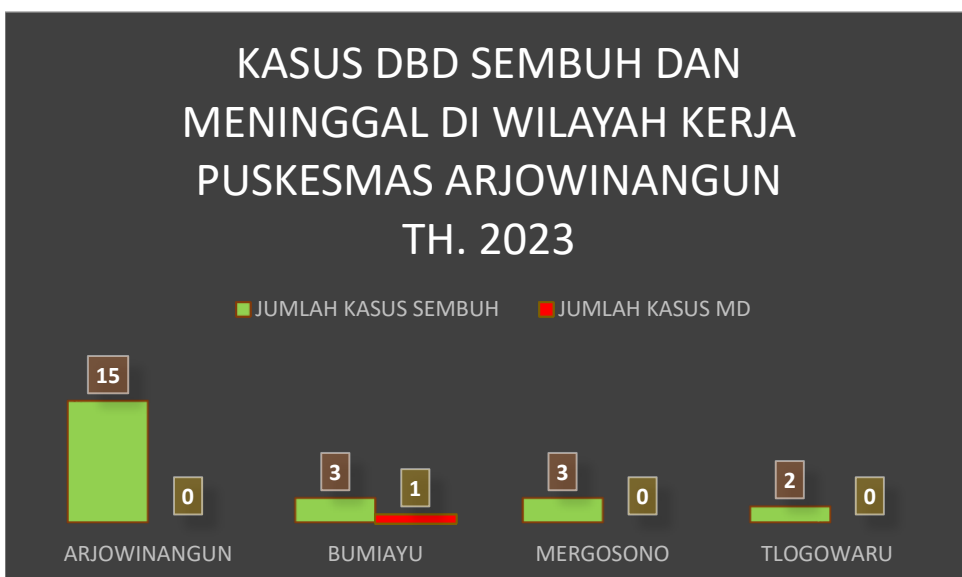 KASUS DBD SEMBUH DAN
MENINGGAL DI WILAYAH KERJA
PUSKESMAS ARJOWINANGUN
TH. 2023
JUMLAH KASUS SEMBUH JUMLAH KASUS MD
15 0 3 1 3 0 2 0
ARJOWINANGUN BUMIAYU MERGOSONO TLOGOWARU